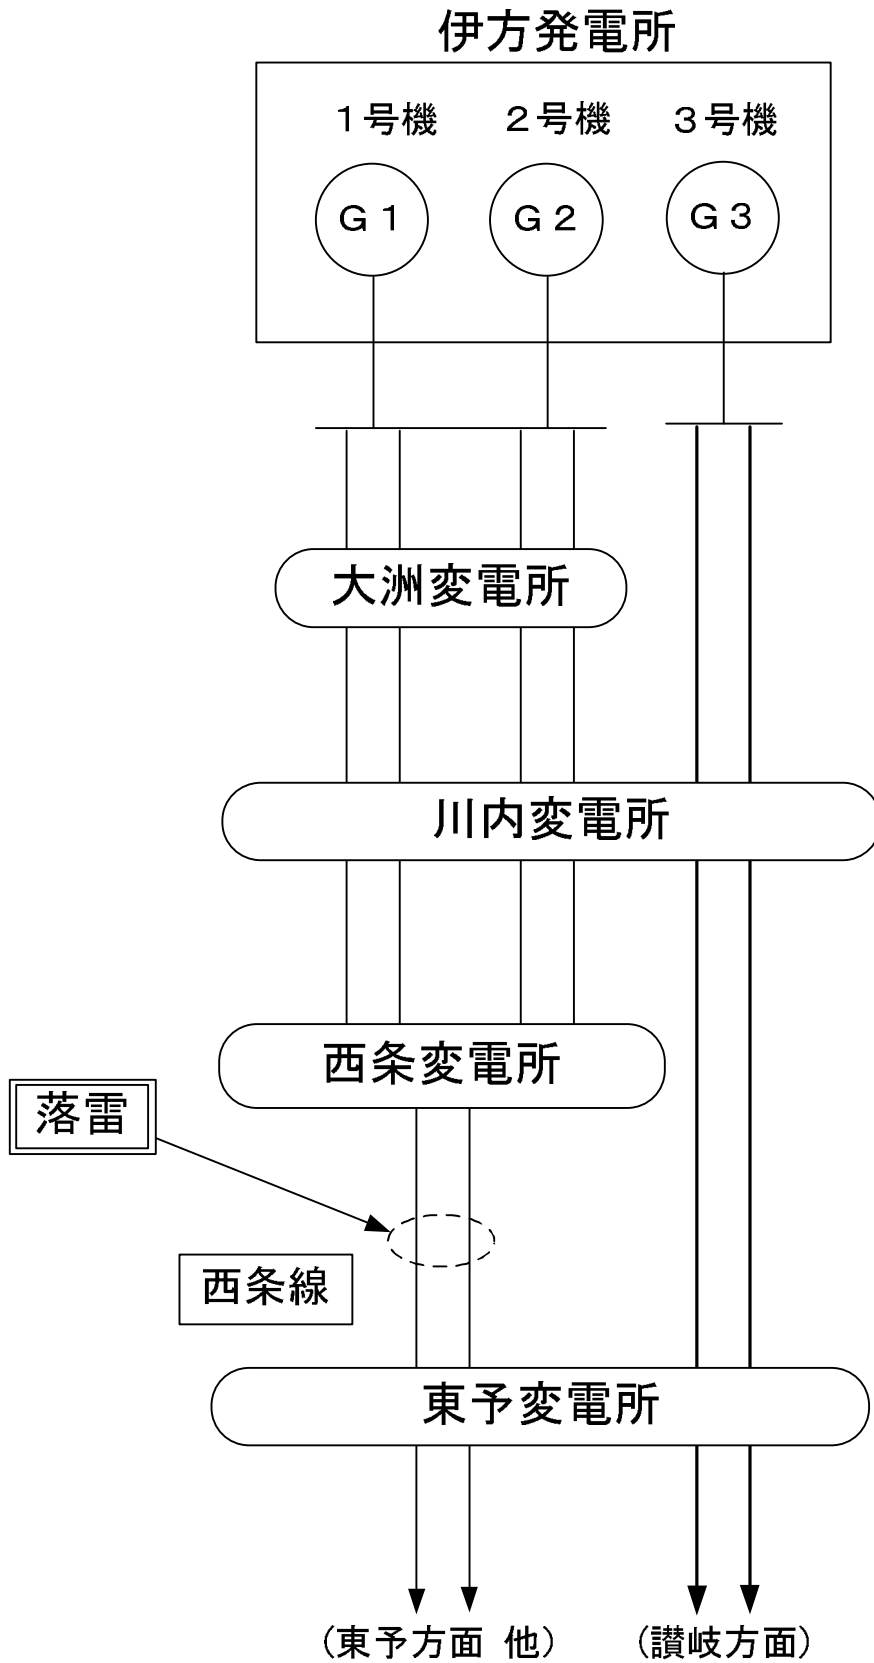 伊方発電所
１号機 ２号機 ３号機
Ｇ１ Ｇ２ Ｇ３
大洲変電所
川内変電所
西条変電所
落雷
西条線
東予変電所
（東予方面 他） （讃岐方面）